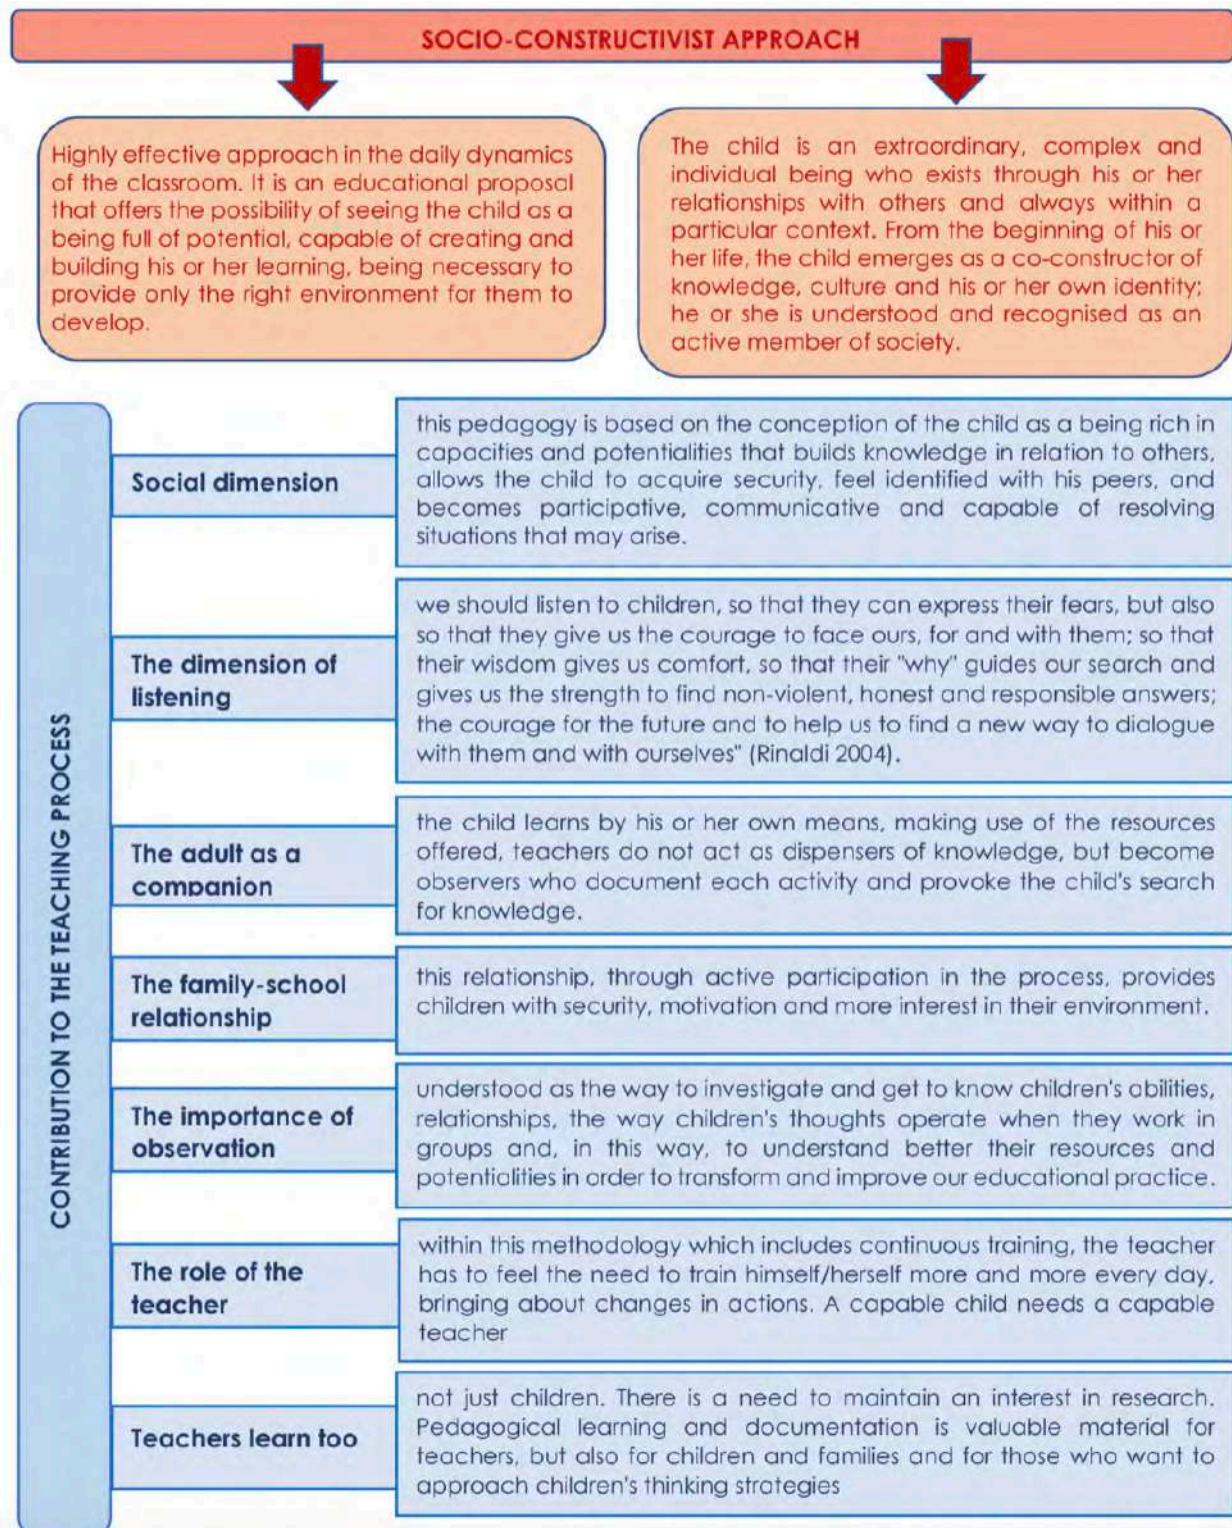 SOCIO-CONSTRUCTIVIST APPROACH
Highly effective approach in the daily dynamics
of the classroom. It is an educational proposal
that offers the possibility of seeing the child as a
being full of potential, capable of creating and
building his or her learning, being necessary to
provide only the right environment for them to
develop.
The child is an extraordinary, complex and
individual being who exists through his or her
relationships with others and always within a
particular context. From the beginning of his or
her life, the child emerges as a co-constructor of
knowledge, culture and his or her own identity;
he or she is understood and recognised as an
active member of society.
CONTRIBUTION TO THE TEACHING PROCESS
Social dimension
this pedagogy is based on the conception of the child as a being rich in
capacities and potentialities that builds knowledge in relation to others,
allows the child to acquire security, feel identified with his peers, and
becomes participative, communicative and capable of resolving
situations that may arise.
The dimension of
listening
we should listen to children, so that they can express their fears, but also
so that they give us the courage to face ours, for and with them; so that
their wisdom gives us comfort, so that their "why" guides our search and
gives us the strength to find non-violent, honest and responsible answers;
the courage for the future and to help us to find a new way to dialogue
with them and with ourselves" (Rinaldi 2004).
The adult as a
companion
the child learns by his or her own means, making use of the resources
offered, teachers do not act as dispensers of knowledge, but become
observers who document each activity and provoke the child's search
for knowledge.
The family-school
relationship
this relationship, through active participation in the process, provides
children with security, motivation and more interest in their environment.
The importance of
observation
understood as the way to investigate and get to know children's abilities,
relationships, the way children's thoughts operate when they work in
groups and, in this way, to understand better their resources and
potentialities in order to transform and improve our educational practice.
The role of the
teacher
within this methodology which includes continuous training, the teacher
has to feel the need to train himself/herself more and more every day,
bringing about changes in actions. A capable child needs a capable
teacher
Teachers learn too
not just children. There is a need to maintain an interest in research.
Pedagogical learning and documentation is valuable material for
teachers, but also for children and families and for those who want to
approach children's thinking strategies